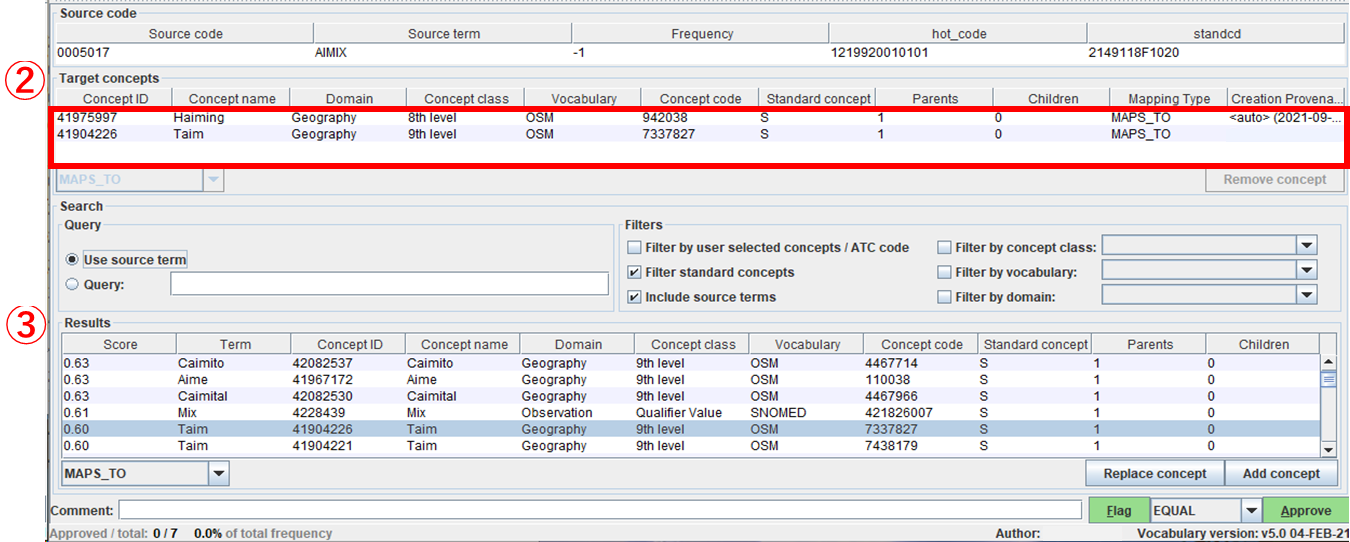 Source code
Source code Source term Frequency hot_code standcd
0005017 AIMIX -1 1219920010101 2149118F1020
②
Target concepts
Concept ID Concept name Domain Concept class Vocabulary Concept code Standard concept Parents Children Mapping Type Creation Provena...
41975997 Haiming Geography 8th level OSM 942038 S 1 0 MAPS_TO <auto> (2021-09-...
41904226 Taim Geography 9th level OSM 7337827 S 1 0 MAPS_TO
MAPS_TO Remove concept
Search
Query Filters
Use source term
Query:
Filter by user selected concepts / ATC code Filter by concept class:
Filter standard concepts Filter by vocabulary:
Include source terms Filter by domain:
③
Results
Score Term Concept ID Concept name Domain Concept class Vocabulary Concept code Standard concept Parents Children
0.63 Caimito 42082537 Caimito Geography 9th level OSM 4467714 S 1 0
0.63 Aime 41967172 Aime Geography 9th level OSM 110038 S 1 0
0.63 Caimital 42082530 Caimital Geography 9th level OSM 4467966 S 1 0
0.61 Mix 4228439 Mix Observation Qualifier Value SNOMED 421826007 S 1 0
0.60 Taim 41904226 Taim Geography 9th level OSM 7337827 S 1 0
0.60 Taim 41904221 Taim Geography 9th level OSM 7438179 S 1 0
MAPS_TO Replace concept Add concept
Comment: Flag EQUAL Approve
Approved / total: 0 / 7 0.0% of total frequency Author: Vocabulary version: v5.0 04-FEB-21